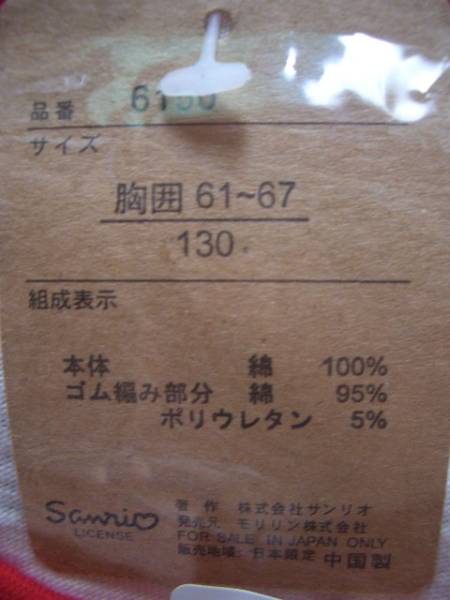 品番 6150
サイズ
胸囲 61~67
130
組成表示
本体 綿 100%
ゴム編み部分 綿 95%
ポリウレタン 5%
Sanrio
LICENSE
著作 株式会社サンリオ
発売元 モリリン株式会社
FOR SALE IN JAPAN ONLY
販売地域: 日本限定 中国製